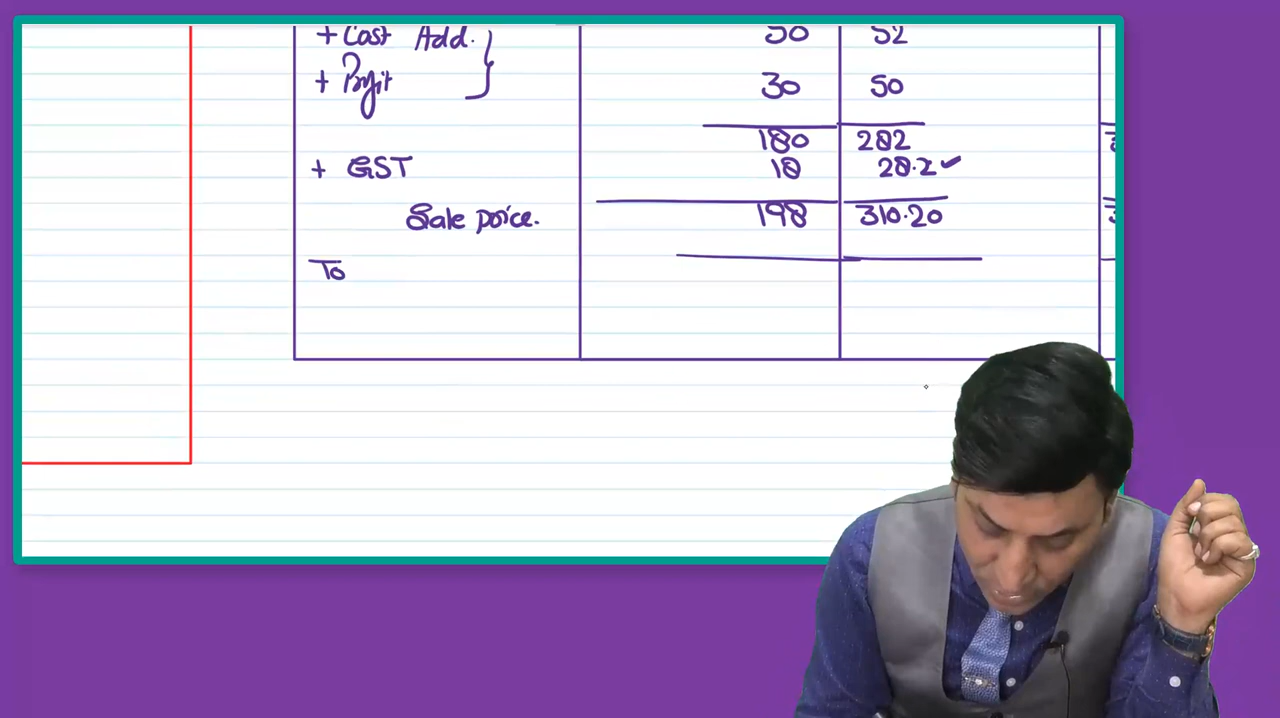 + Cost Add. 50 52
+ Profit 30 50
180 282
+ GST 18 28.2 ✓
Sale price. 198 310.20
To